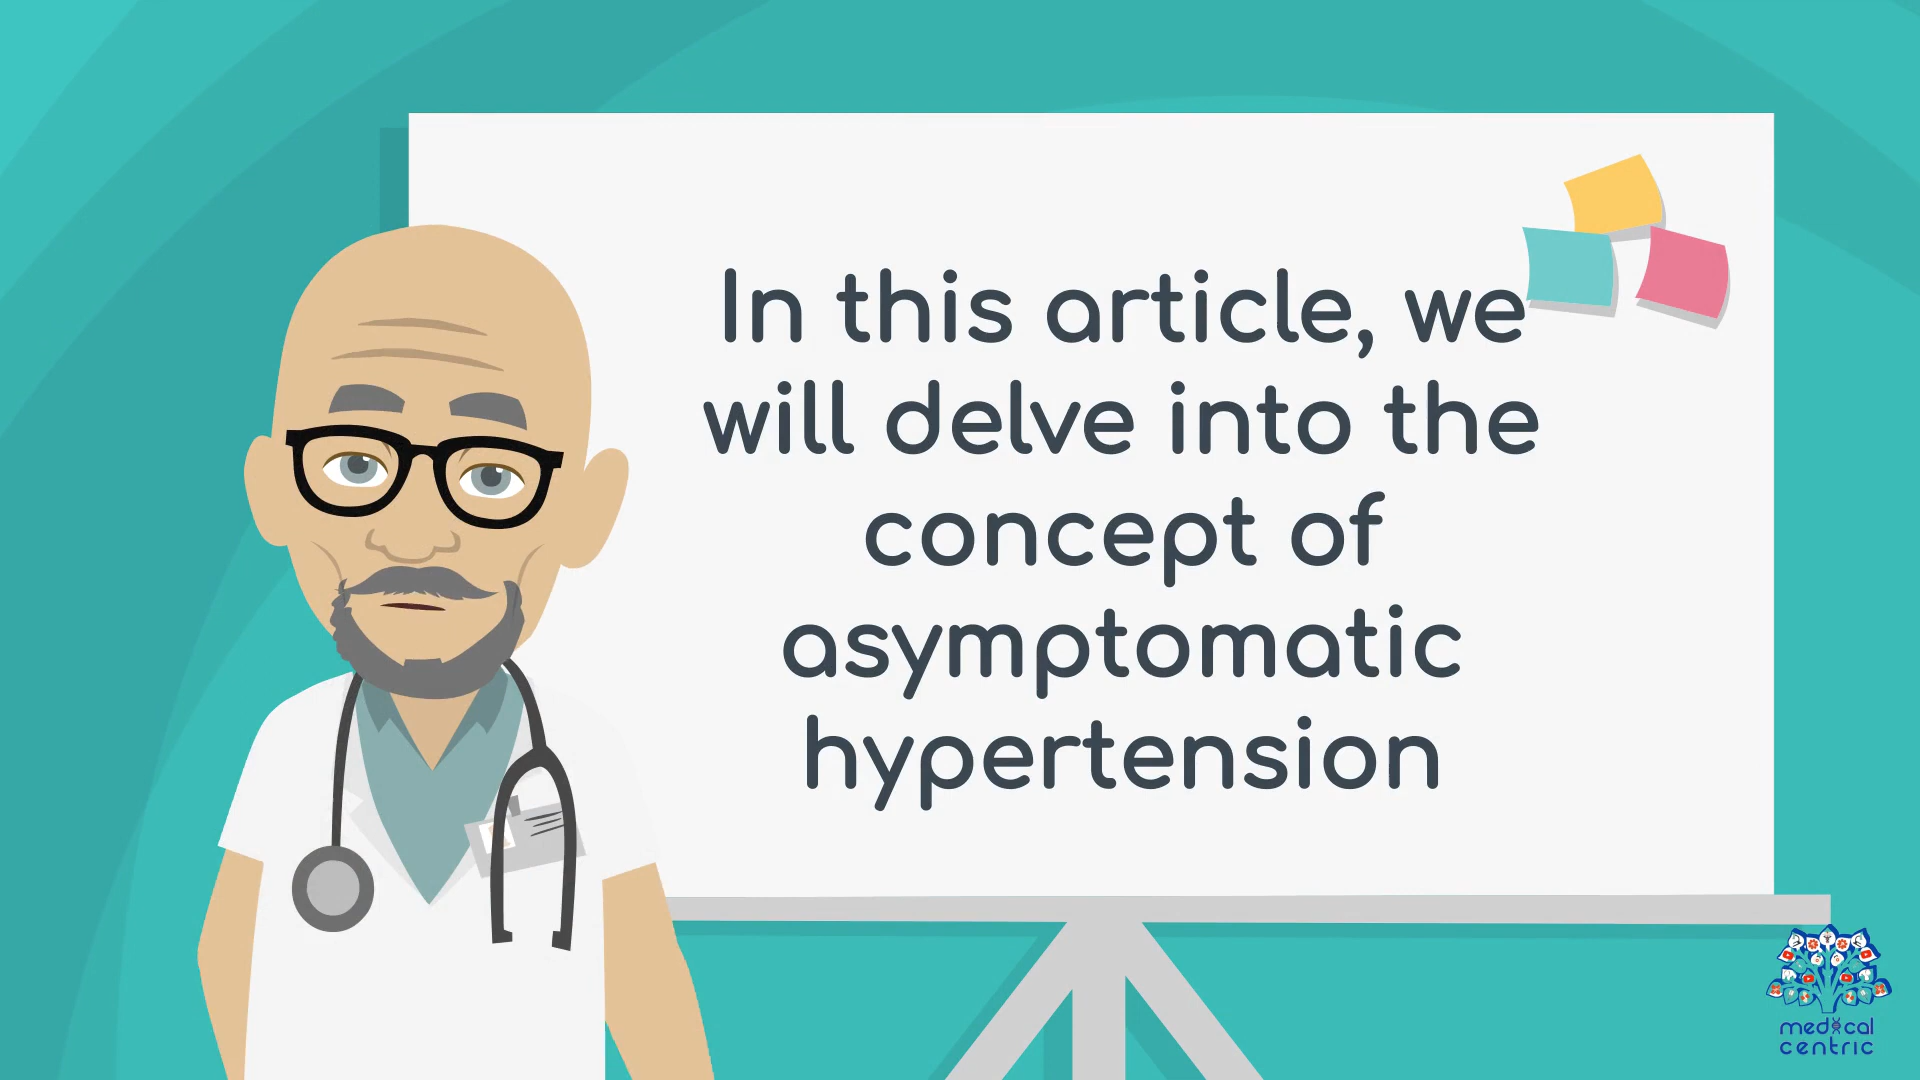 In this article, we
will delve into the
concept of
asymptomatic
hypertension
medical
centric